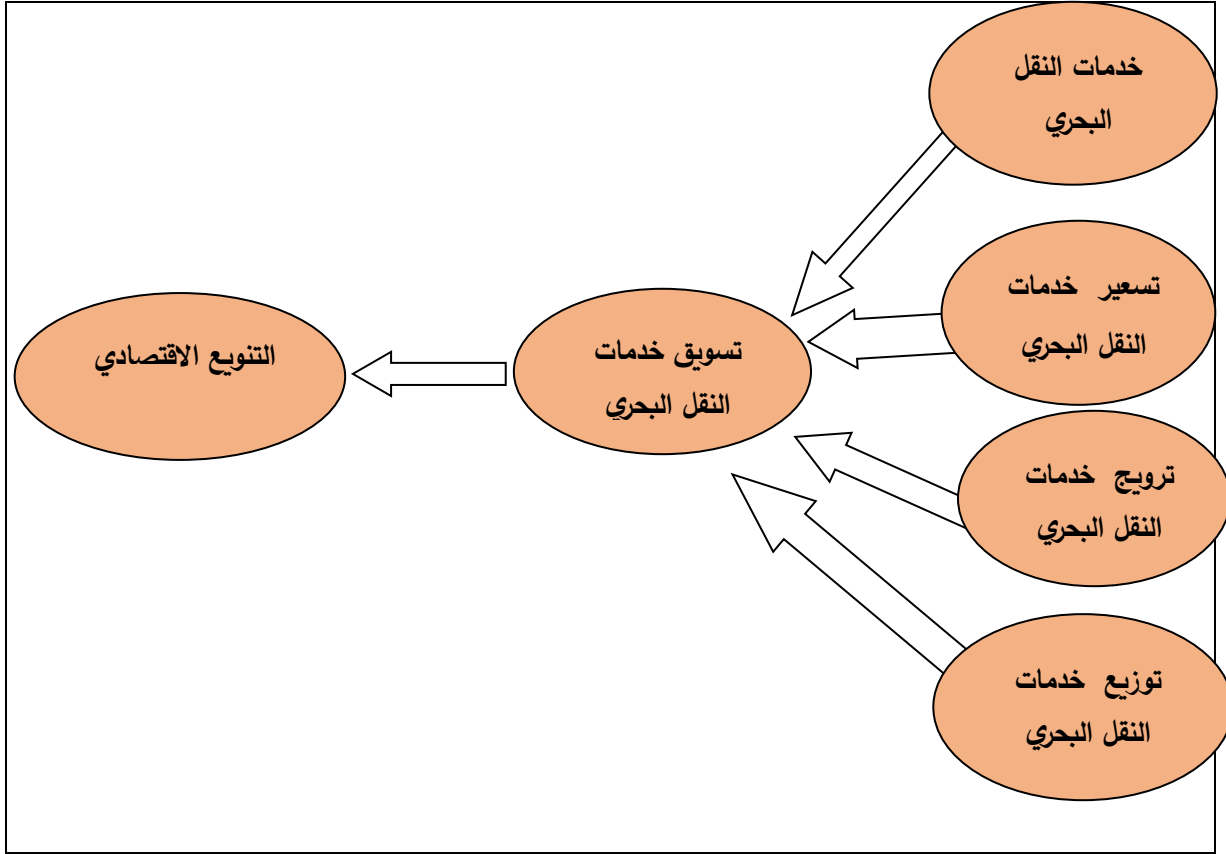 خدمات النقل
البحري
تسعير خدمات
النقل البحري
تسويق خدمات
النقل البحري
التنويع الاقتصادي
ترويج خدمات
النقل البحري
توزيع خدمات
النقل البحري